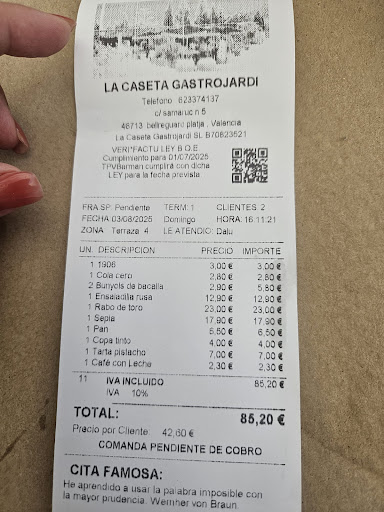 LA CASETA GASTROJARDI
Telefono 623374137
c/ samaruc n 5
46713 bellreguard platja, Valencia
La Caseta Gastrojardi SL B70823521
VERI*FACTU LEY B.O.E.
Cumplimiento para 01/07/2025
TPVBarman cumplirá con dicha
LEY para la fecha prevista
FRA.SP: Pendiente TERM: 1 CLIENTES: 2
FECHA 03/08/2025 Domingo HORA: 16:11:21
ZONA Terraza 4 LE ATENDIO: Dalu
UN. DESCRIPCION PRECIO IMPORTE
1 1906 3,00 € 3,00 €
1 Cola cero 2,80 € 2,80 €
2 Bunyols de bacalla 2,90 € 5,80 €
1 Ensaladilla rusa 12,90 € 12,90 €
1 Rabo de toro 23,00 € 23,00 €
1 Sepia 17,90 € 17,90 €
1 Pan 6,50 € 6,50 €
1 Copa tinto 4,00 € 4,00 €
1 Tarta pistacho 7,00 € 7,00 €
1 Café con Leche 2,30 € 2,30 €
11 IVA INCLUIDO 85,20 €
IVA 10%
TOTAL: 85,20 €
Precio por Cliente: 42,60 €
COMANDA PENDIENTE DE COBRO
CITA FAMOSA:
He aprendido a usar la palabra imposible con
la mayor prudencia. Wernher von Braun